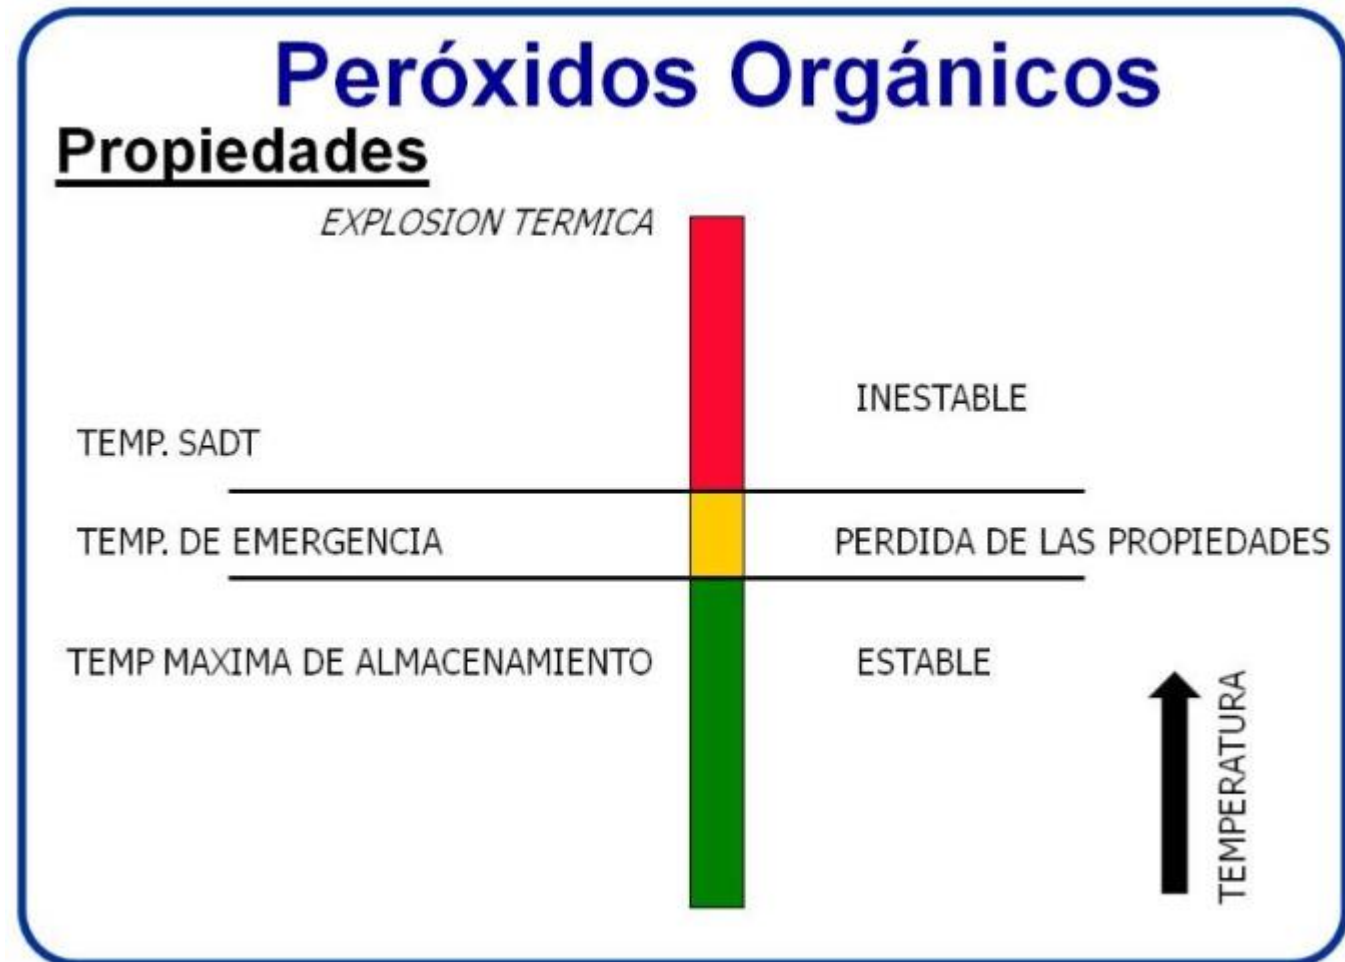 Peróxidos Orgánicos
Propiedades
EXPLOSION TERMICA
INESTABLE
TEMP. SADT
TEMP. DE EMERGENCIA
PERDIDA DE LAS PROPIEDADES
TEMP MAXIMA DE ALMACENAMIENTO
ESTABLE
TEMPERATURA